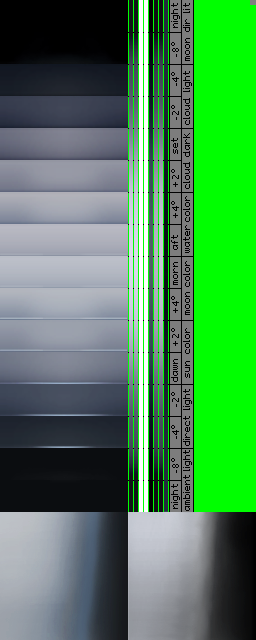 night -8° -4° -2° dawn +2° +4° morn aft +4° +2° set -2° -4° -8° night
ambient light direct light sun color moon color water color cloud dark cloud light moon dir lit